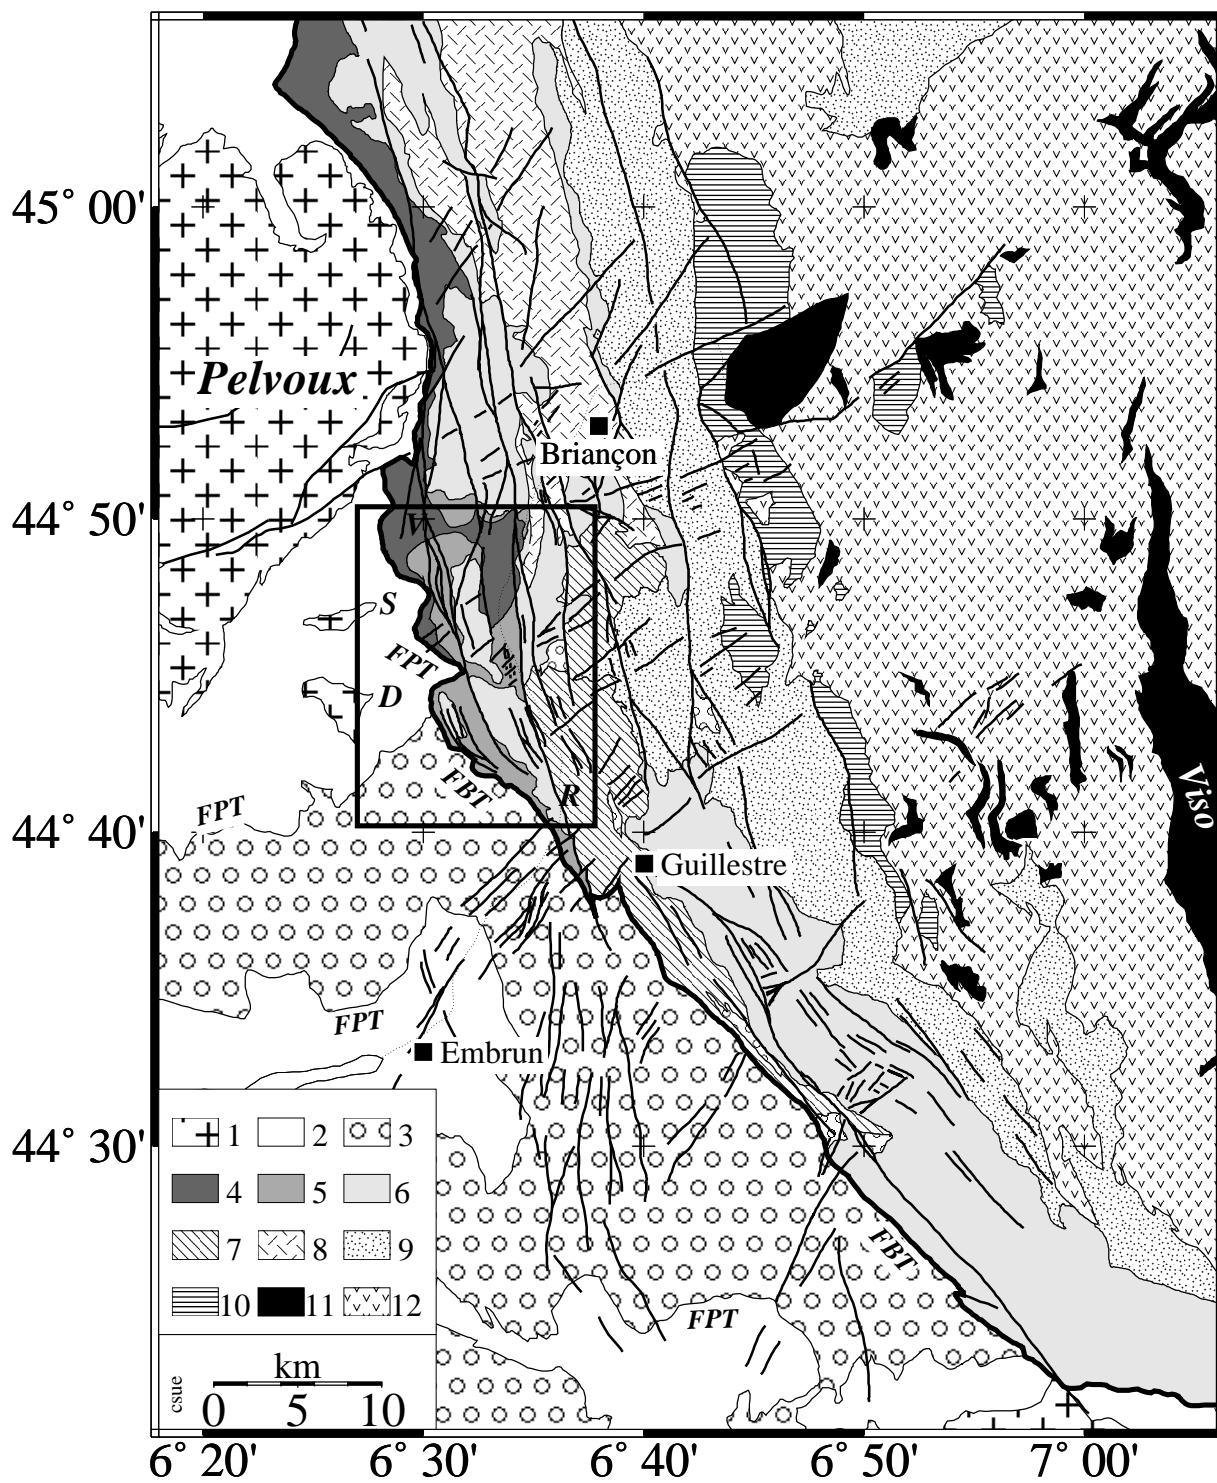 45° 00'
Pelvoux
Briançon
44° 50'
V
S
FPT
D
FBT
R
FPT
Viso
44° 40'
Guillestre
FPT
Embrun
44° 30'
1 2 3
4 5 6
7 8 9
10 11 12
FBT
FPT
km
csue
0 5 10
6° 20' 6° 30' 6° 40' 6° 50' 7° 00'